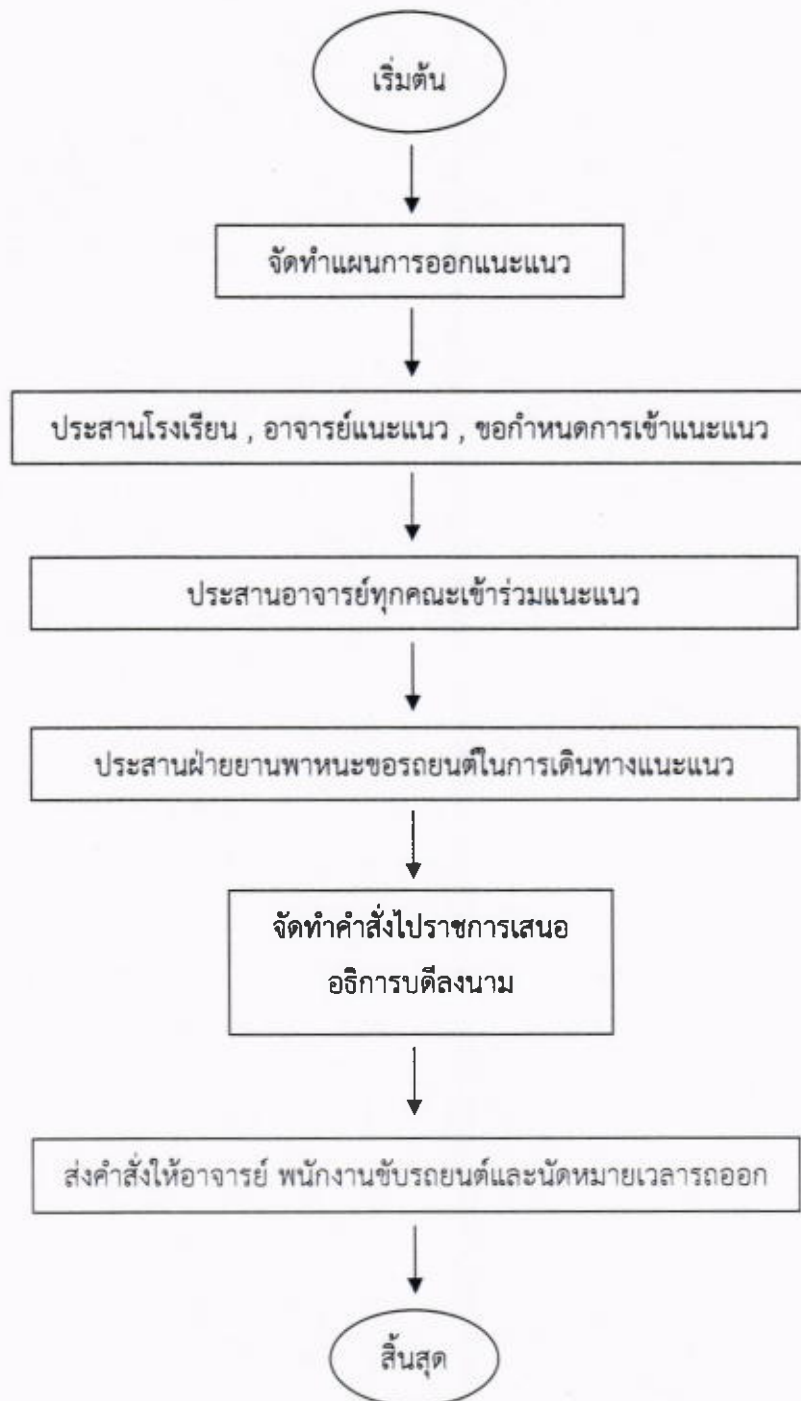 เริ่มต้น
จัดทำแผนการออกแนะแนว
ประสานโรงเรียน , อาจารย์แนะแนว , ขอกำหนดการเข้าแนะแนว
ประสานอาจารย์ทุกคณะเข้าร่วมแนะแนว
ประสานฝ่ายยานพาหนะขอรถยนต์ในการเดินทางแนะแนว
จัดทำคำสั่งไปราชการเสนอ
อธิการบดีลงนาม
ส่งคำสั่งให้อาจารย์ พนักงานขับรถยนต์และนัดหมายเวลารถออก
สิ้นสุด